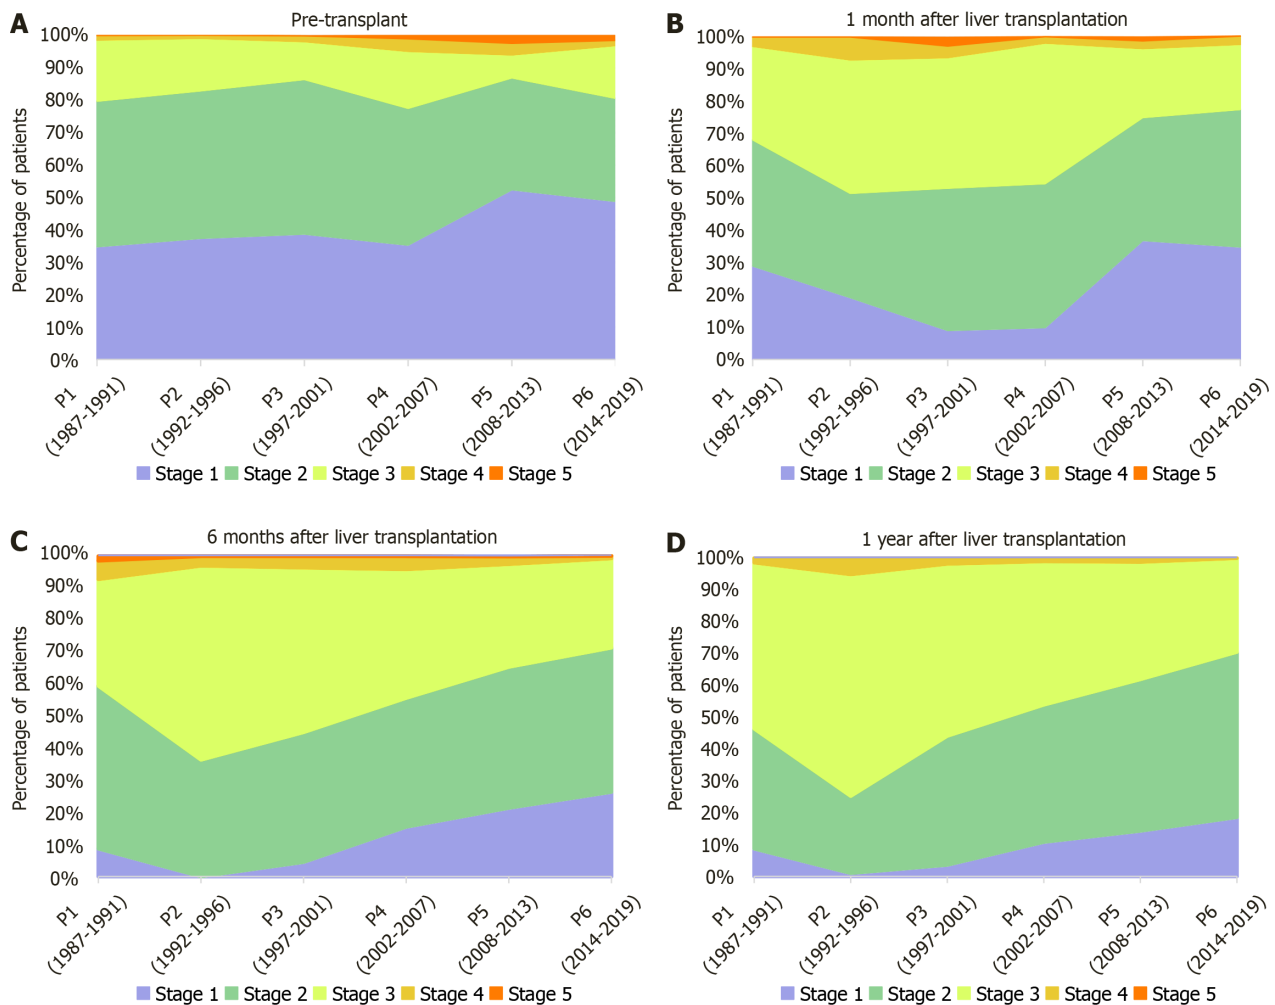 A
Pre-transplant
Percentage of patients
100%
90%
80%
70%
60%
50%
40%
30%
20%
10%
0%
P1
(1987-1991)
P2
(1992-1996)
P3
(1997-2001)
P4
(2002-2007)
P5
(2008-2013)
P6
(2014-2019)
Stage 1 Stage 2 Stage 3 Stage 4 Stage 5
B
1 month after liver transplantation
Percentage of patients
100%
90%
80%
70%
60%
50%
40%
30%
20%
10%
0%
P1
(1987-1991)
P2
(1992-1996)
P3
(1997-2001)
P4
(2002-2007)
P5
(2008-2013)
P6
(2014-2019)
Stage 1 Stage 2 Stage 3 Stage 4 Stage 5
C
6 months after liver transplantation
Percentage of patients
100%
90%
80%
70%
60%
50%
40%
30%
20%
10%
0%
P1
(1987-1991)
P2
(1992-1996)
P3
(1997-2001)
P4
(2002-2007)
P5
(2008-2013)
P6
(2014-2019)
Stage 1 Stage 2 Stage 3 Stage 4 Stage 5
D
1 year after liver transplantation
Percentage of patients
100%
90%
80%
70%
60%
50%
40%
30%
20%
10%
0%
P1
(1987-1991)
P2
(1992-1996)
P3
(1997-2001)
P4
(2002-2007)
P5
(2008-2013)
P6
(2014-2019)
Stage 1 Stage 2 Stage 3 Stage 4 Stage 5